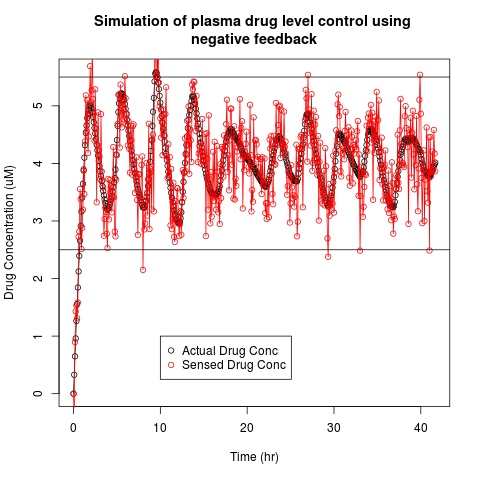 Simulation of plasma drug level control using
negative feedback
Drug Concentration (uM)
5
4
3
2
1
0
Actual Drug Conc
Sensed Drug Conc
0 10 20 30 40
Time (hr)